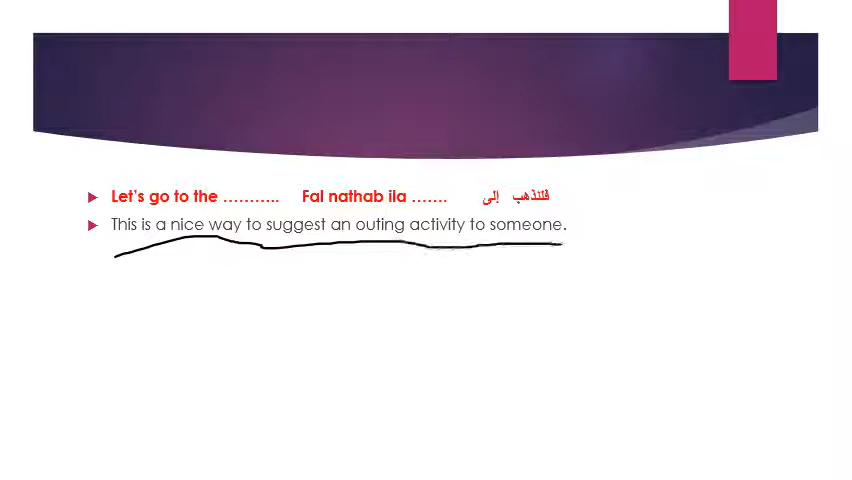 Let's go to the ……….. Fal nathab ila ……. فلنذهب إلى
This is a nice way to suggest an outing activity to someone.